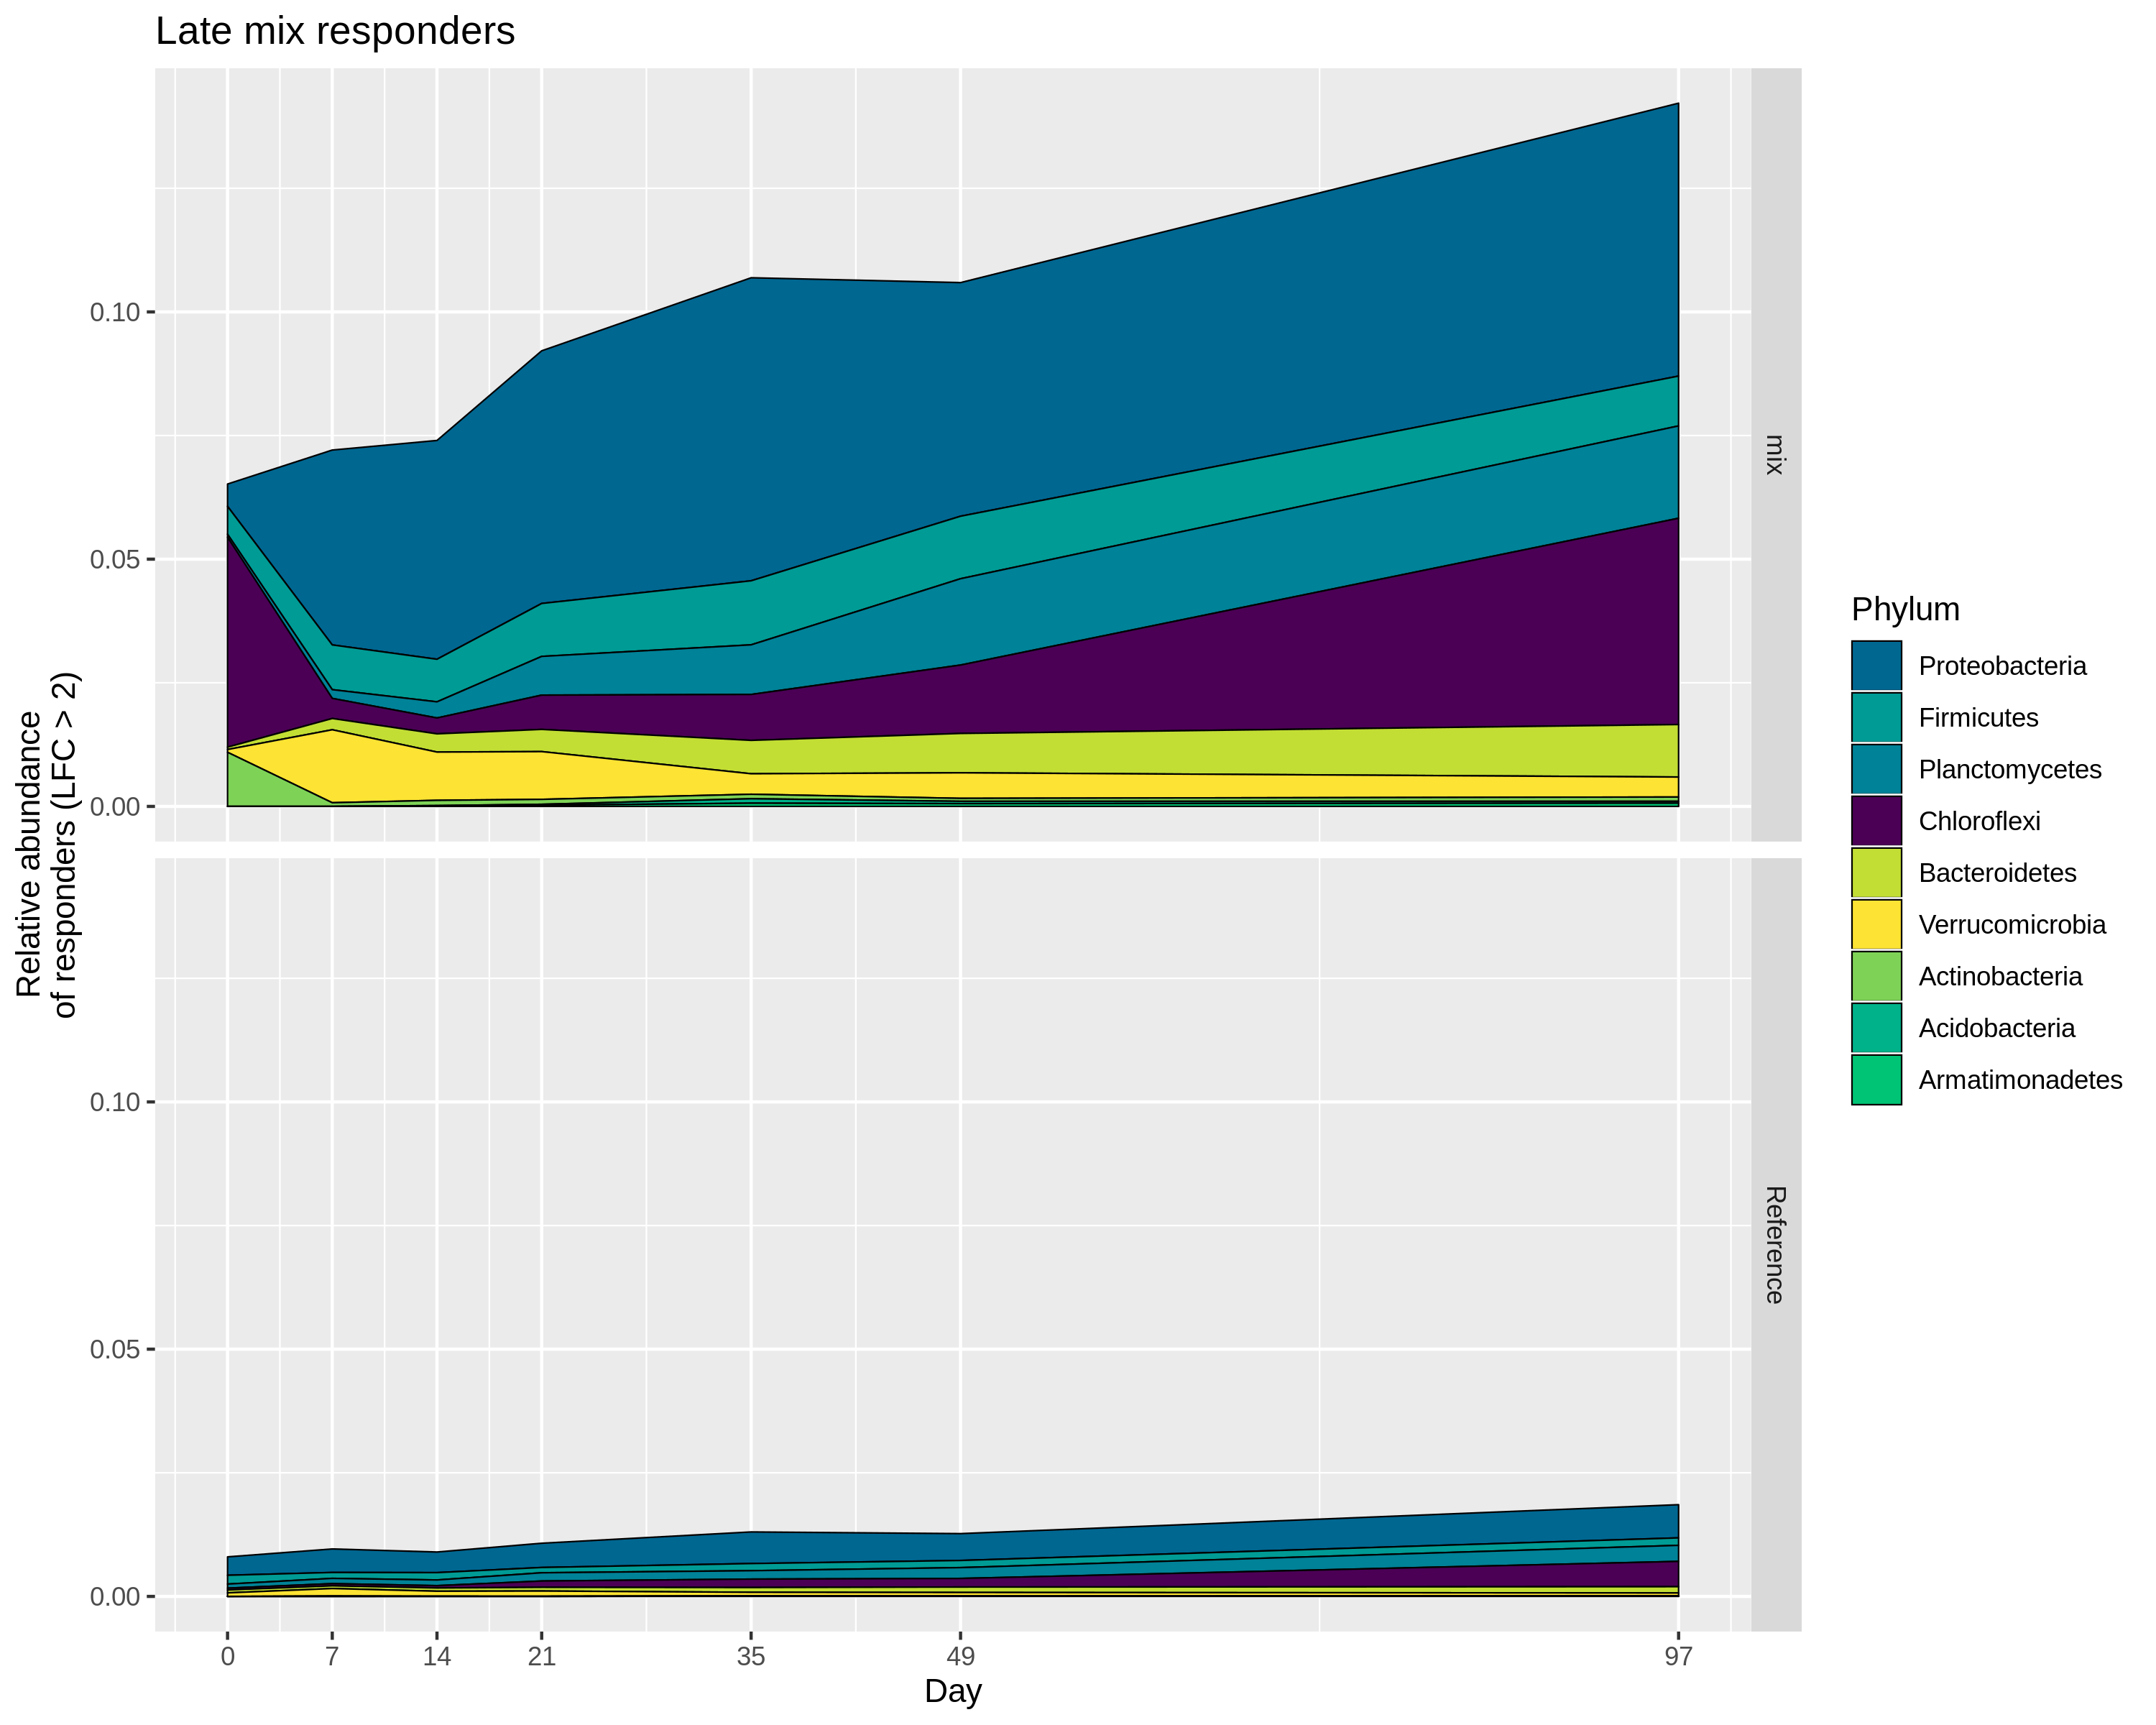 Late mix responders
Relative abundance
of responders (LFC > 2)
0.10
0.05
0.00
mix
0.10
0.05
0.00
Reference
0 7 14 21 35 49 97
Day
Phylum
Proteobacteria
Firmicutes
Planctomycetes
Chloroflexi
Bacteroidetes
Verrucomicrobia
Actinobacteria
Acidobacteria
Armatimonadetes